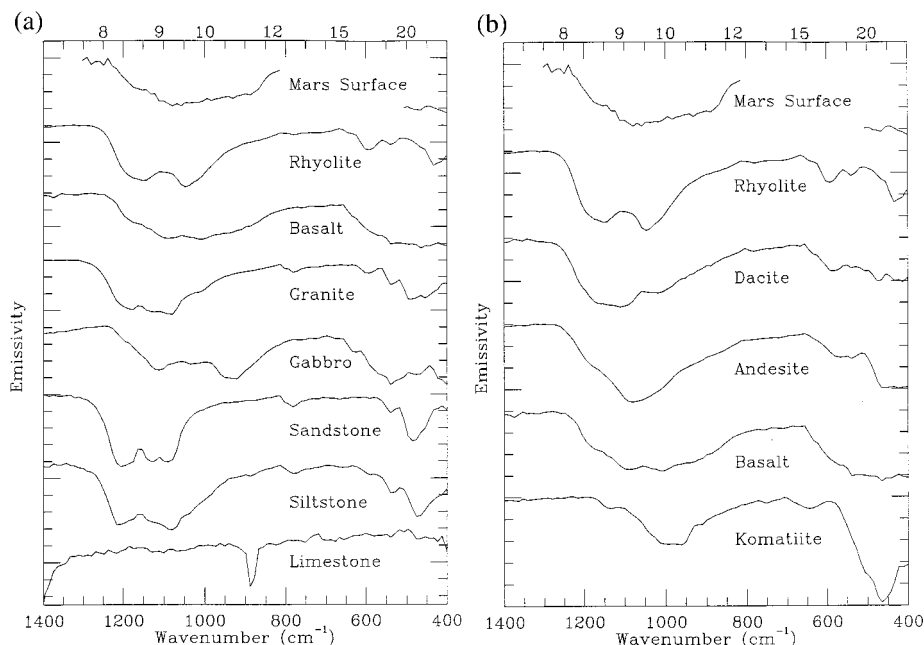 (a)
8 9 10 12 15 20
Mars Surface
Rhyolite
Basalt
Granite
Gabbro
Sandstone
Siltstone
Limestone
Emissivity
1400 1200 1000 800 600 400
Wavenumber (cm⁻¹)
(b)
8 9 10 12 15 20
Mars Surface
Rhyolite
Dacite
Andesite
Basalt
Komatiite
Emissivity
1400 1200 1000 800 600 400
Wavenumber (cm⁻¹)